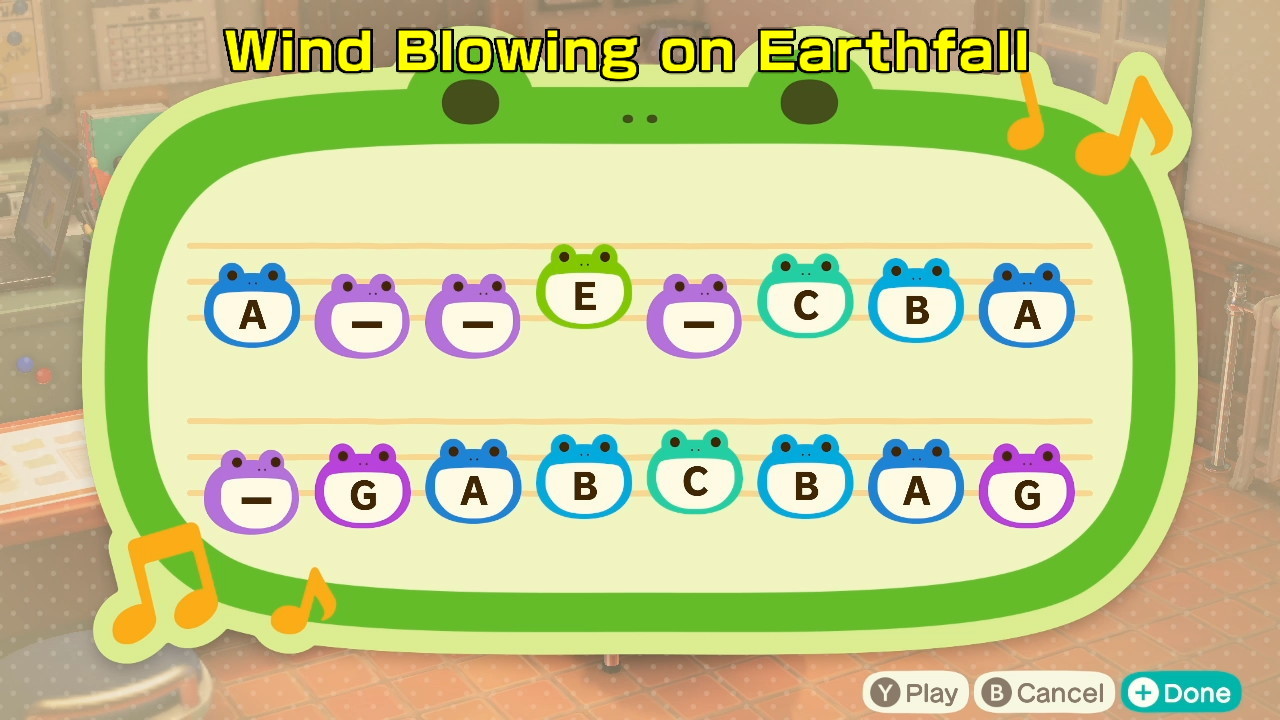 Wind Blowing on Earthfall
A – – E – C B A
– G A B C B A G
Y Play B Cancel + Done